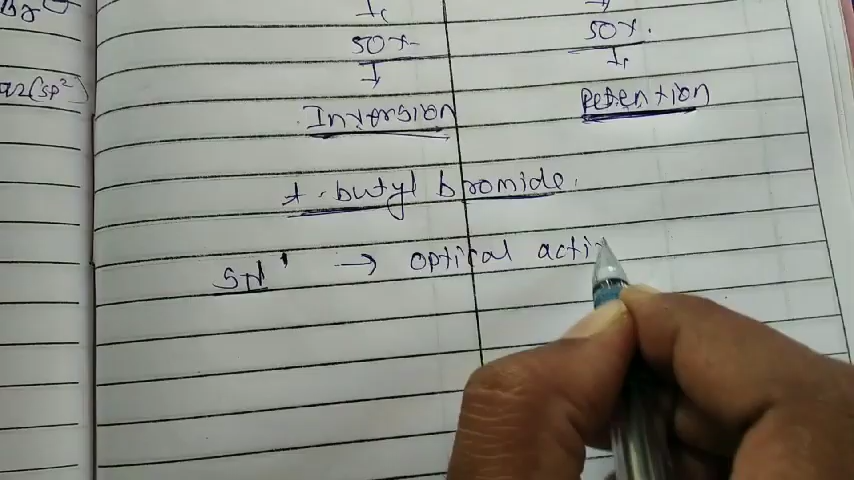 50%
50%.
Inversion
Retention
t-butyl bromide.
SN1 → optical acti